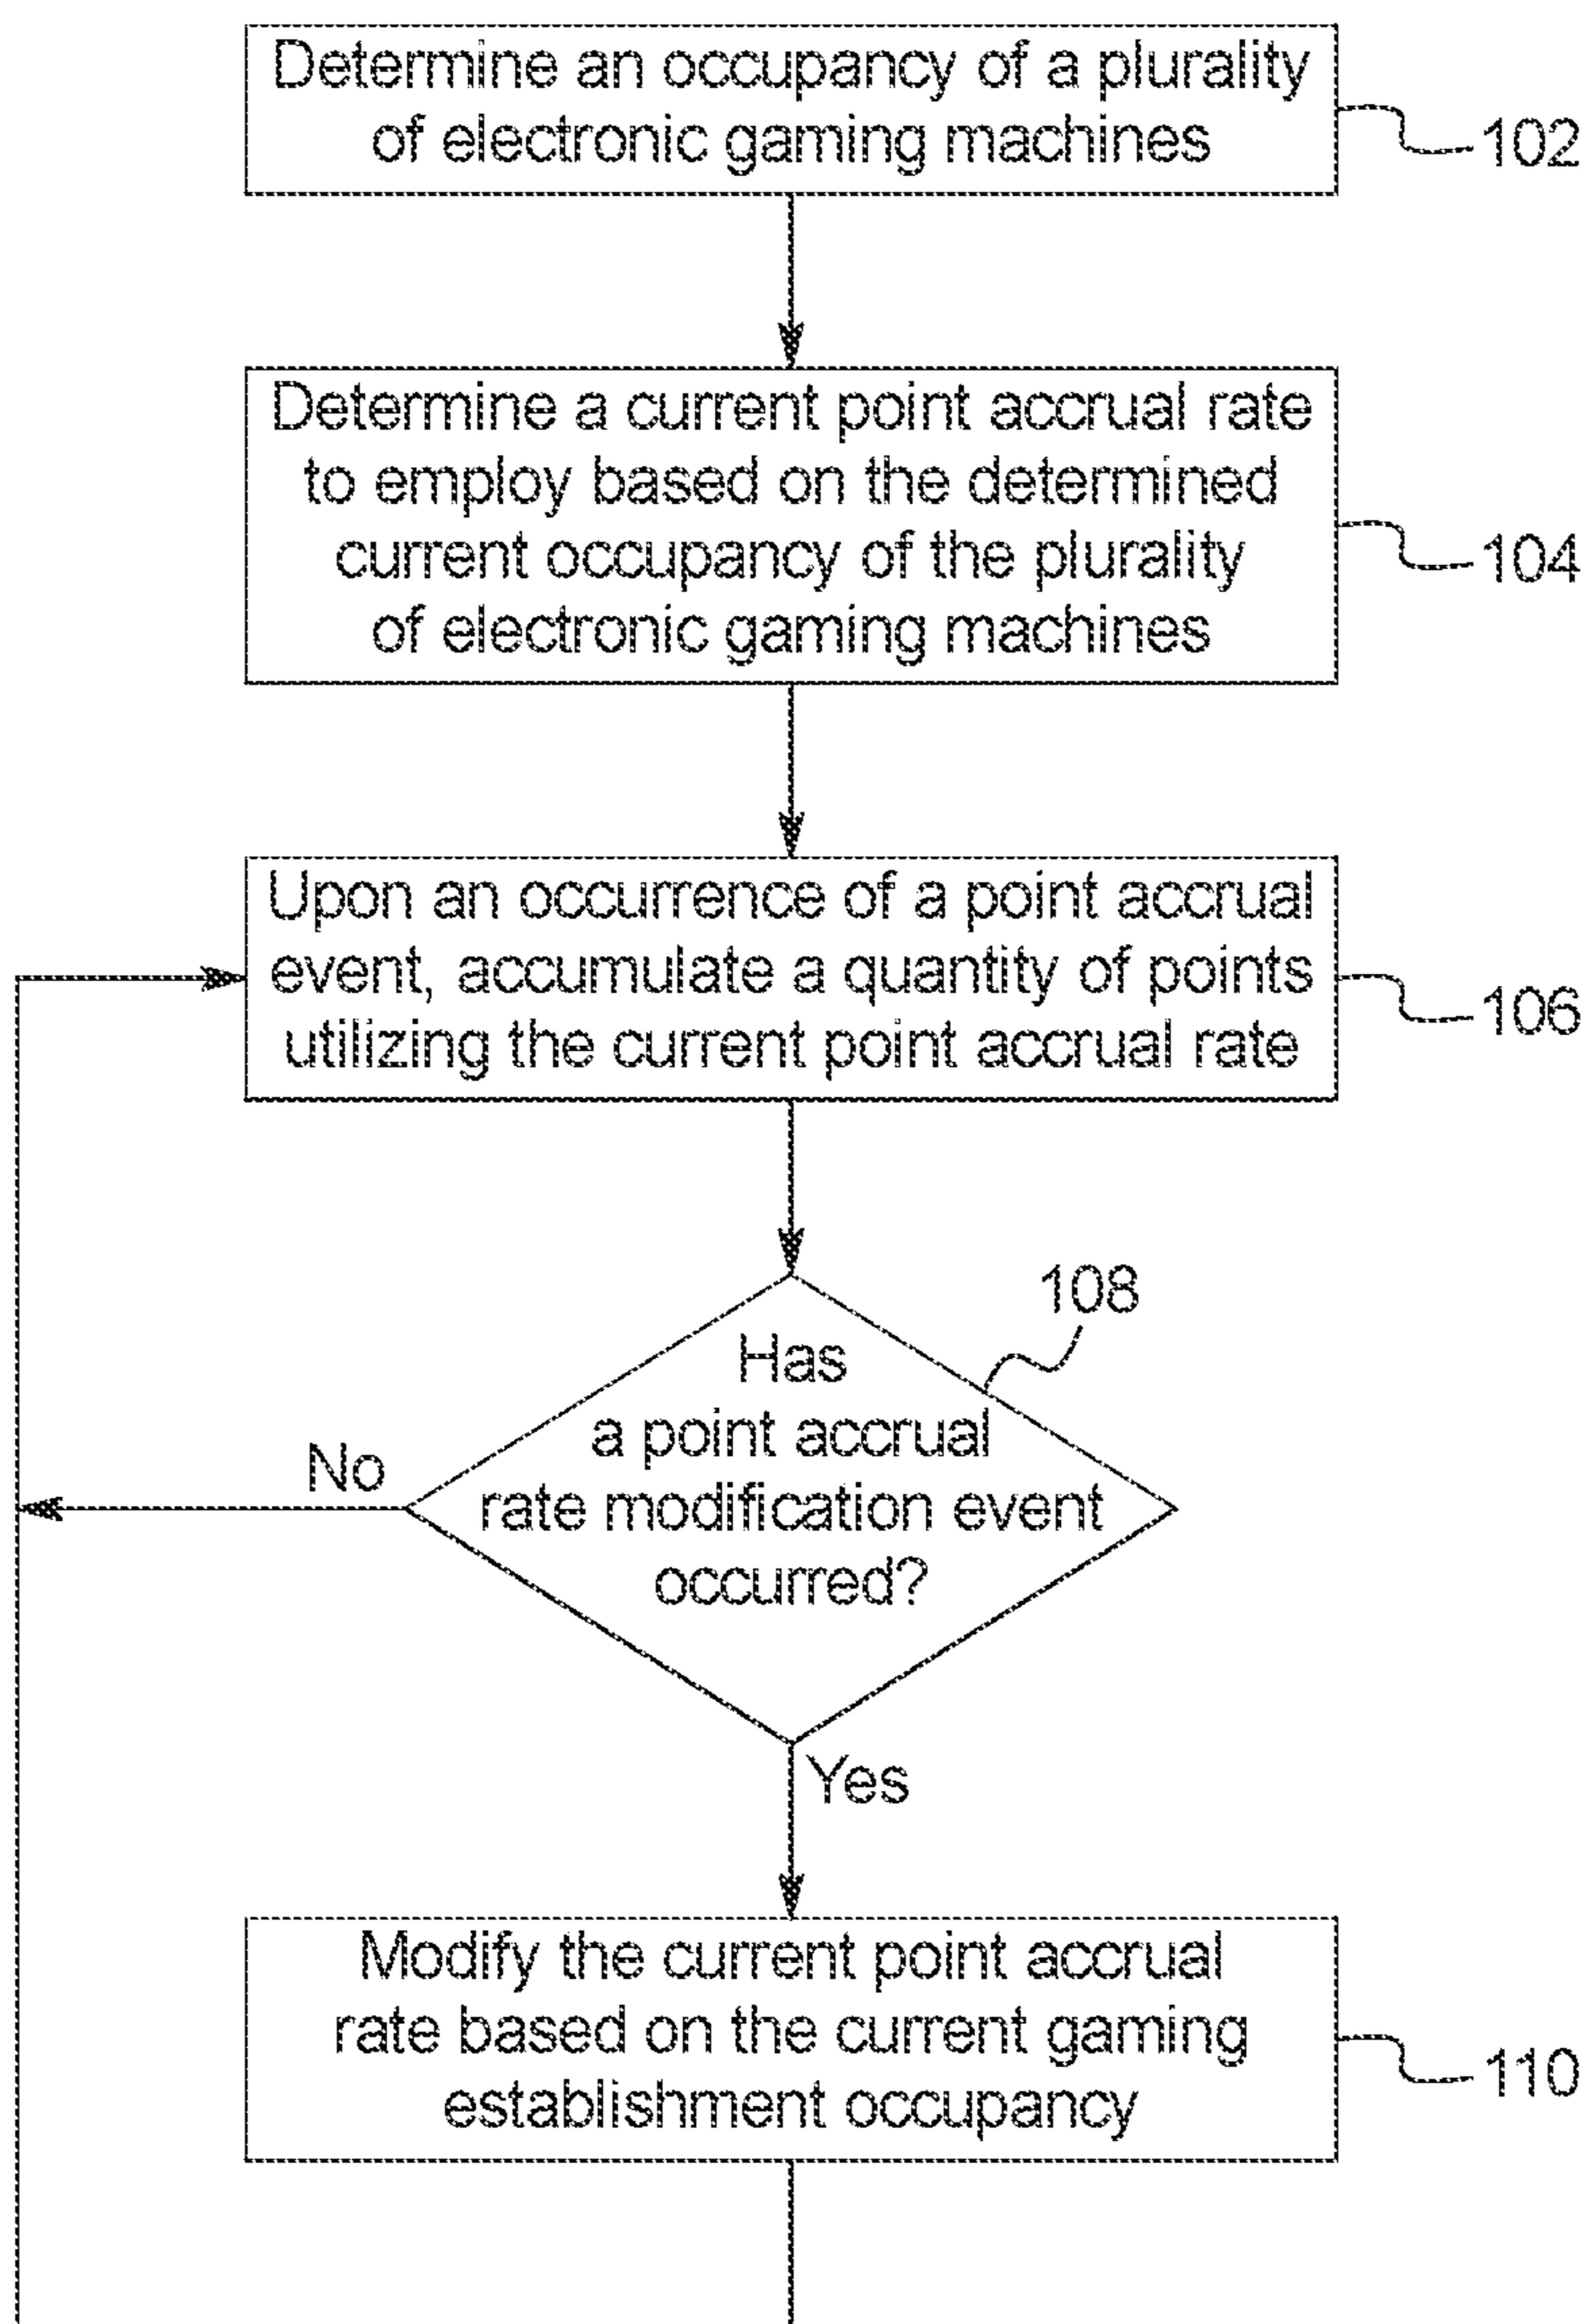 Determine an occupancy of a plurality
of electronic gaming machines
102
Determine a current point accrual rate
to employ based on the determined
current occupancy of the plurality
of electronic gaming machines
104
Upon an occurrence of a point accrual
event, accumulate a quantity of points
utilizing the current point accrual rate
106
108
Has
a point accrual
rate modification event
occurred?
No
Yes
Modify the current point accrual
rate based on the current gaming
establishment occupancy
110